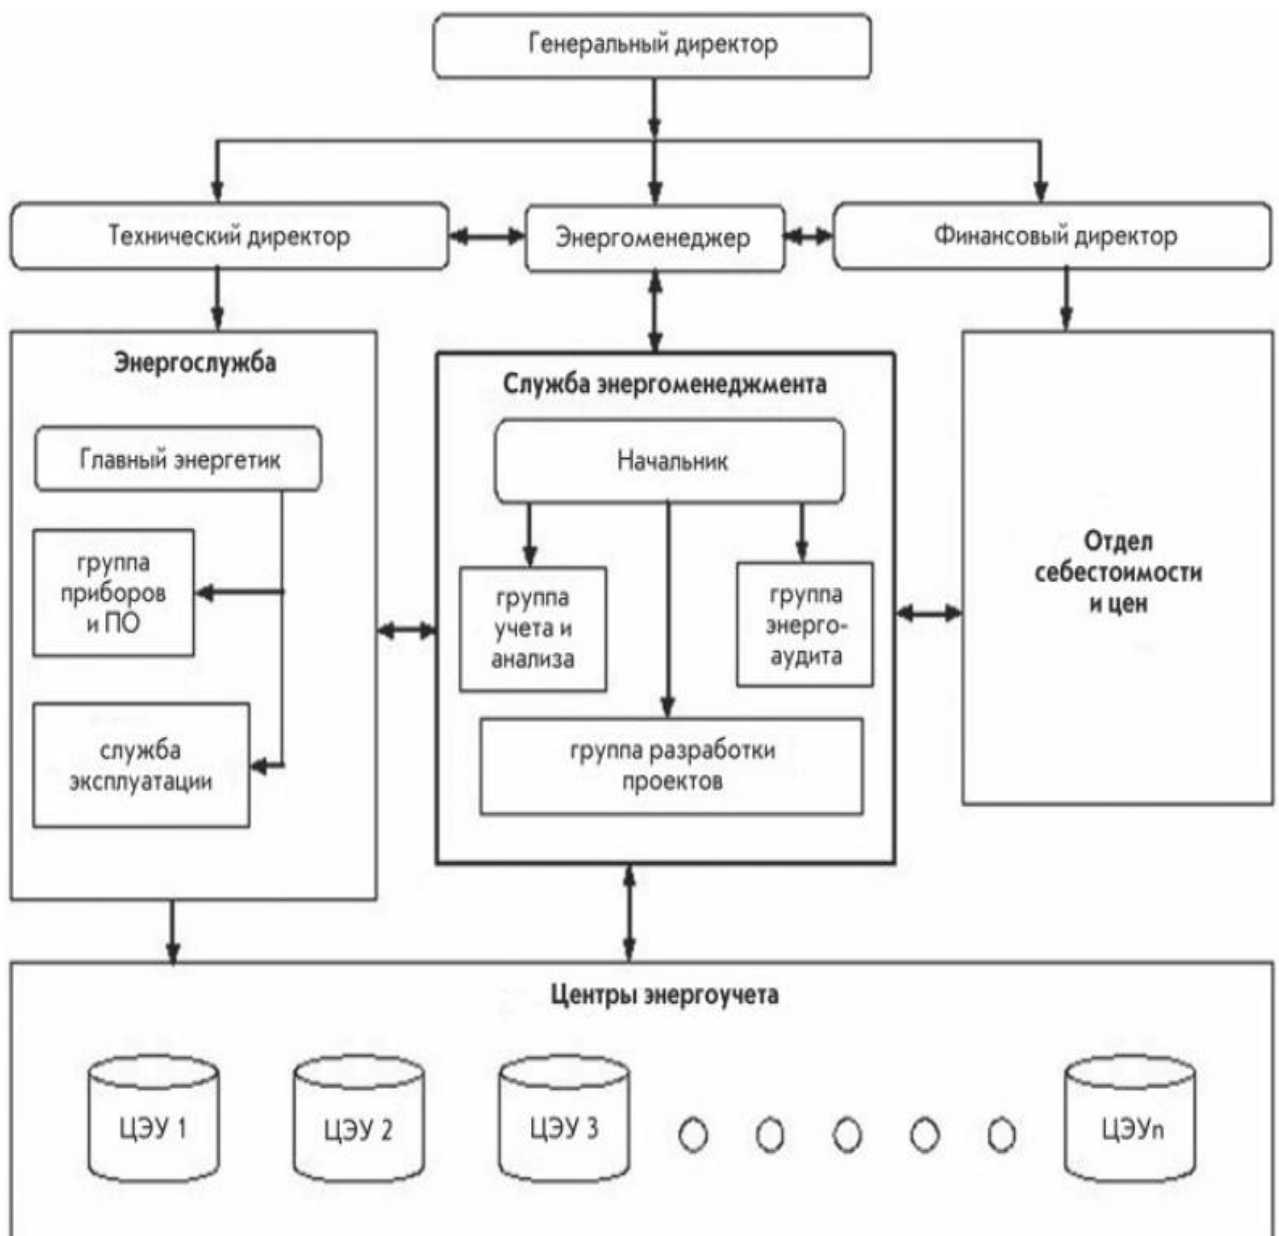 Генеральный директор
Технический директор
Энергоменеджер
Финансовый директор
Энергослужба
Главный энергетик
группа
приборов
и ПО
служба
эксплуатации
Служба энергоменеджмента
Начальник
группа
учета и
анализа
группа
энерго-
аудита
группа разработки
проектов
Отдел
себестоимости
и цен
Центры энергоучета
ЦЭУ 1
ЦЭУ 2
ЦЭУ 3
ЦЭУn